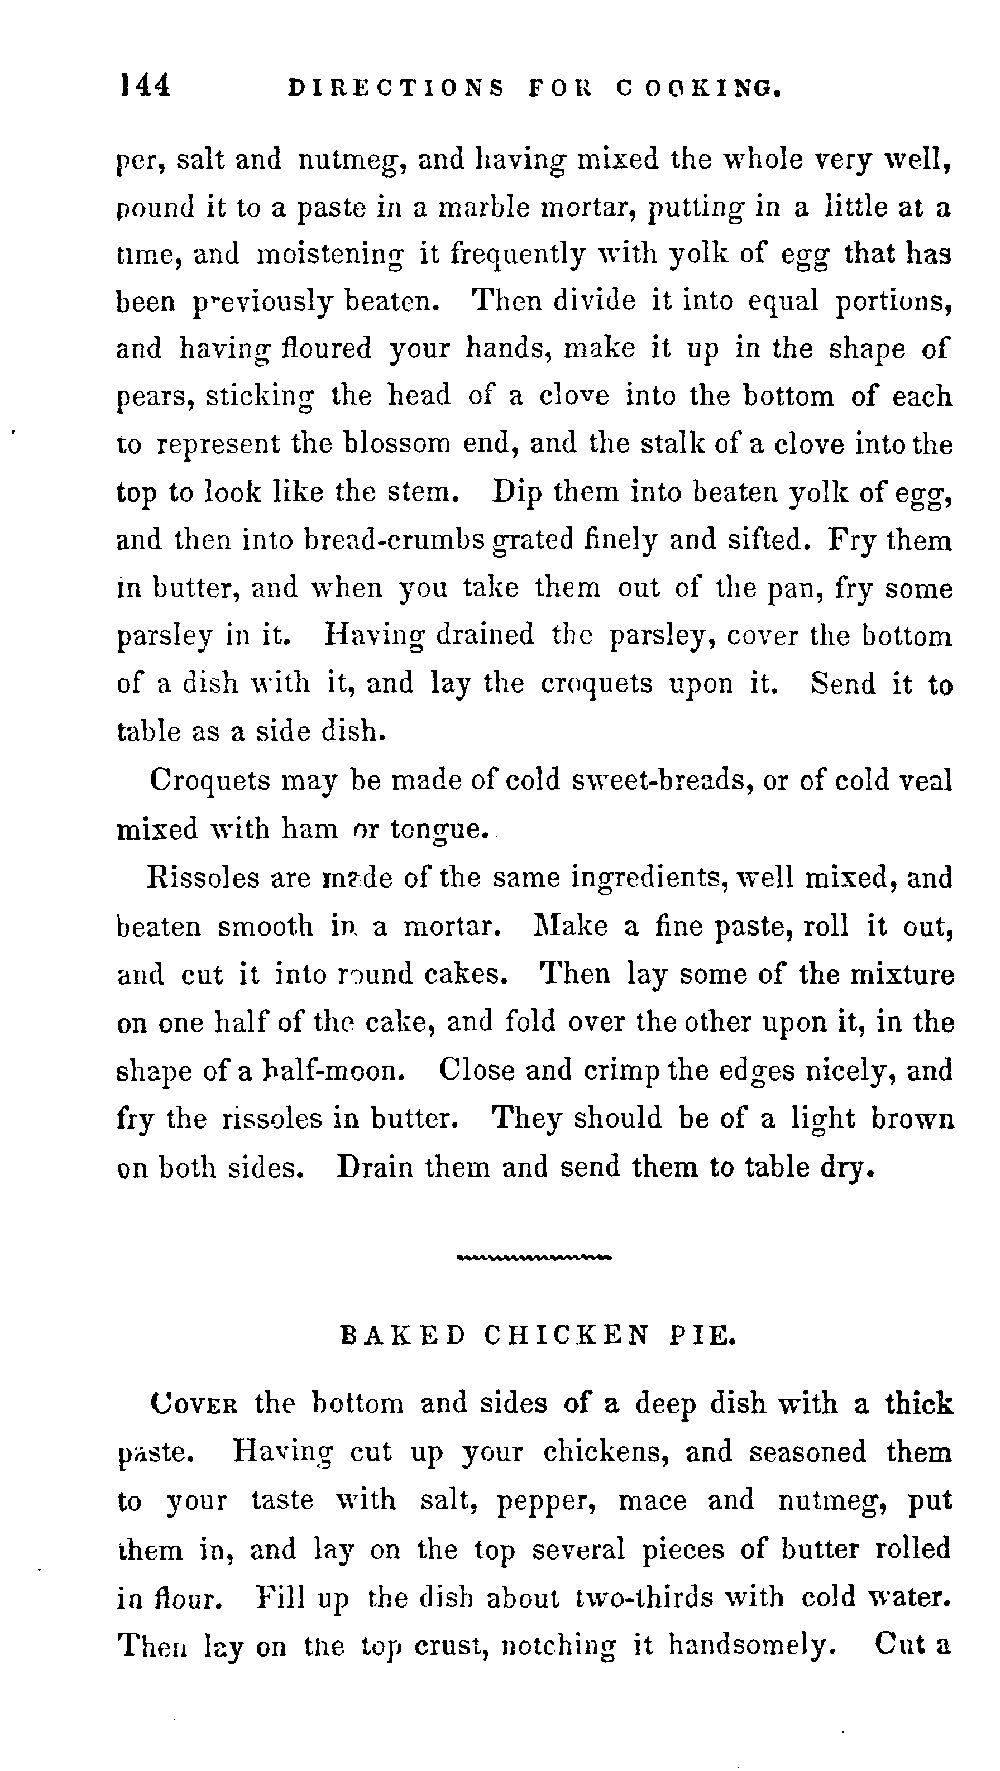 144 DIRECTIONS FOR COOKING.
per, salt and nutmeg, and having mixed the whole very well,
pound it to a paste in a marble mortar, putting in a little at a
time, and moistening it frequently with yolk of egg that has
been previously beaten. Then divide it into equal portions,
and having floured your hands, make it up in the shape of
pears, sticking the head of a clove into the bottom of each
to represent the blossom end, and the stalk of a clove into the
top to look like the stem. Dip them into beaten yolk of egg,
and then into bread-crumbs grated finely and sifted. Fry them
in butter, and when you take them out of the pan, fry some
parsley in it. Having drained the parsley, cover the bottom
of a dish with it, and lay the croquets upon it. Send it to
table as a side dish.
Croquets may be made of cold sweet-breads, or of cold veal
mixed with ham or tongue.
Rissoles are made of the same ingredients, well mixed, and
beaten smooth in a mortar. Make a fine paste, roll it out,
and cut it into round cakes. Then lay some of the mixture
on one half of the cake, and fold over the other upon it, in the
shape of a half-moon. Close and crimp the edges nicely, and
fry the rissoles in butter. They should be of a light brown
on both sides. Drain them and send them to table dry.
BAKED CHICKEN PIE.
COVER the bottom and sides of a deep dish with a thick
paste. Having cut up your chickens, and seasoned them
to your taste with salt, pepper, mace and nutmeg, put
them in, and lay on the top several pieces of butter rolled
in flour. Fill up the dish about two-thirds with cold water.
Then lay on the top crust, notching it handsomely. Cut a